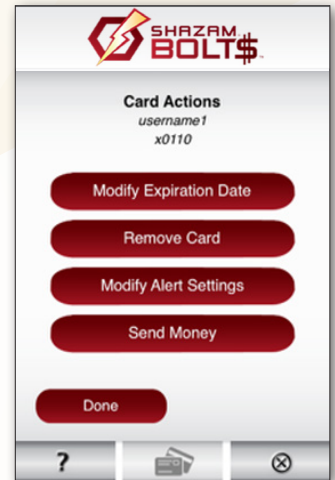 SHAZAM
BOLT$
Card Actions
username1
x0110
Modify Expiration Date
Remove Card
Modify Alert Settings
Send Money
Done
?